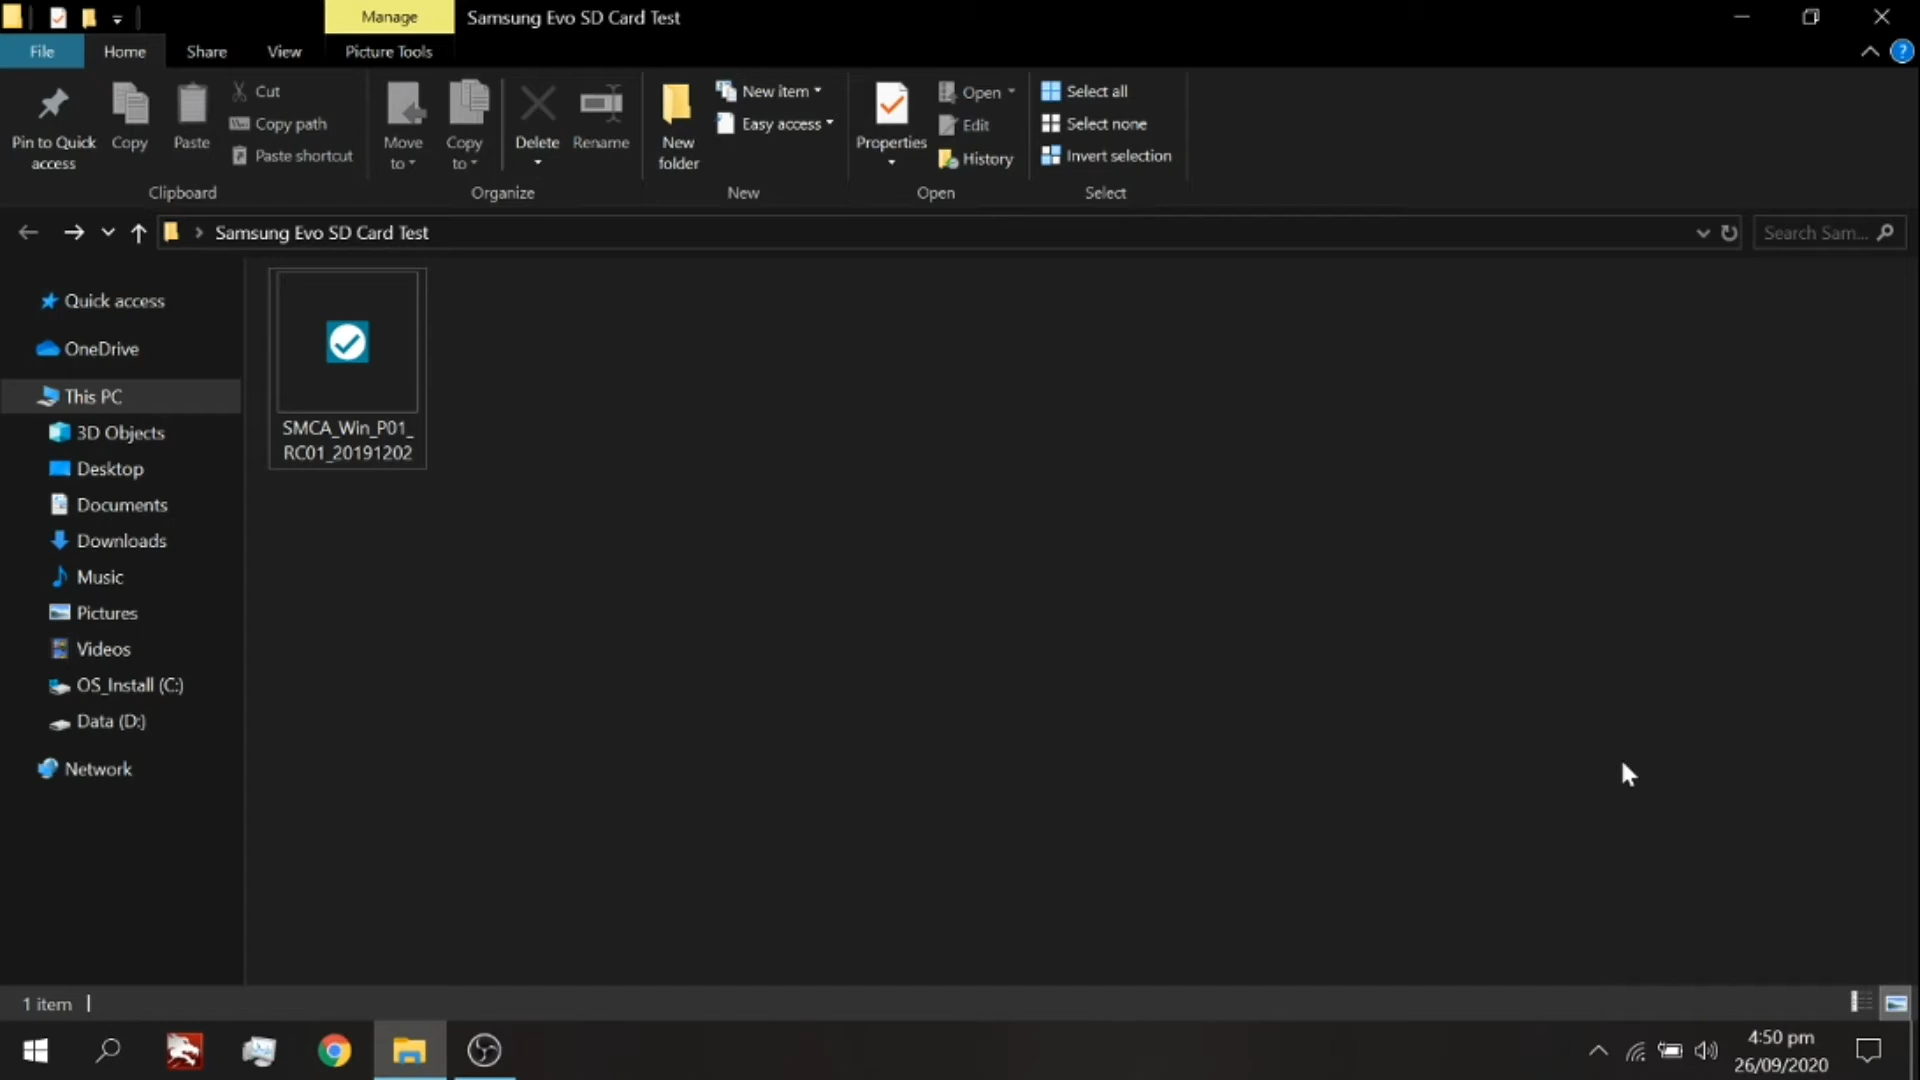 Manage
Samsung Evo SD Card Test
File
Home
Share
View
Picture Tools
Pin to Quick access
Copy
Paste
Cut
Copy path
Paste shortcut
Clipboard
Move to
Copy to
Delete
Rename
Organize
New folder
New item
Easy access
New
Properties
Open
Edit
History
Open
Select all
Select none
Invert selection
Select
Samsung Evo SD Card Test
Search Sam...
Quick access
OneDrive
This PC
3D Objects
Desktop
Documents
Downloads
Music
Pictures
Videos
OS_Install (C:)
Data (D:)
Network
SMCA_Win_P01_
RC01_20191202
1 item
4:50 pm
26/09/2020